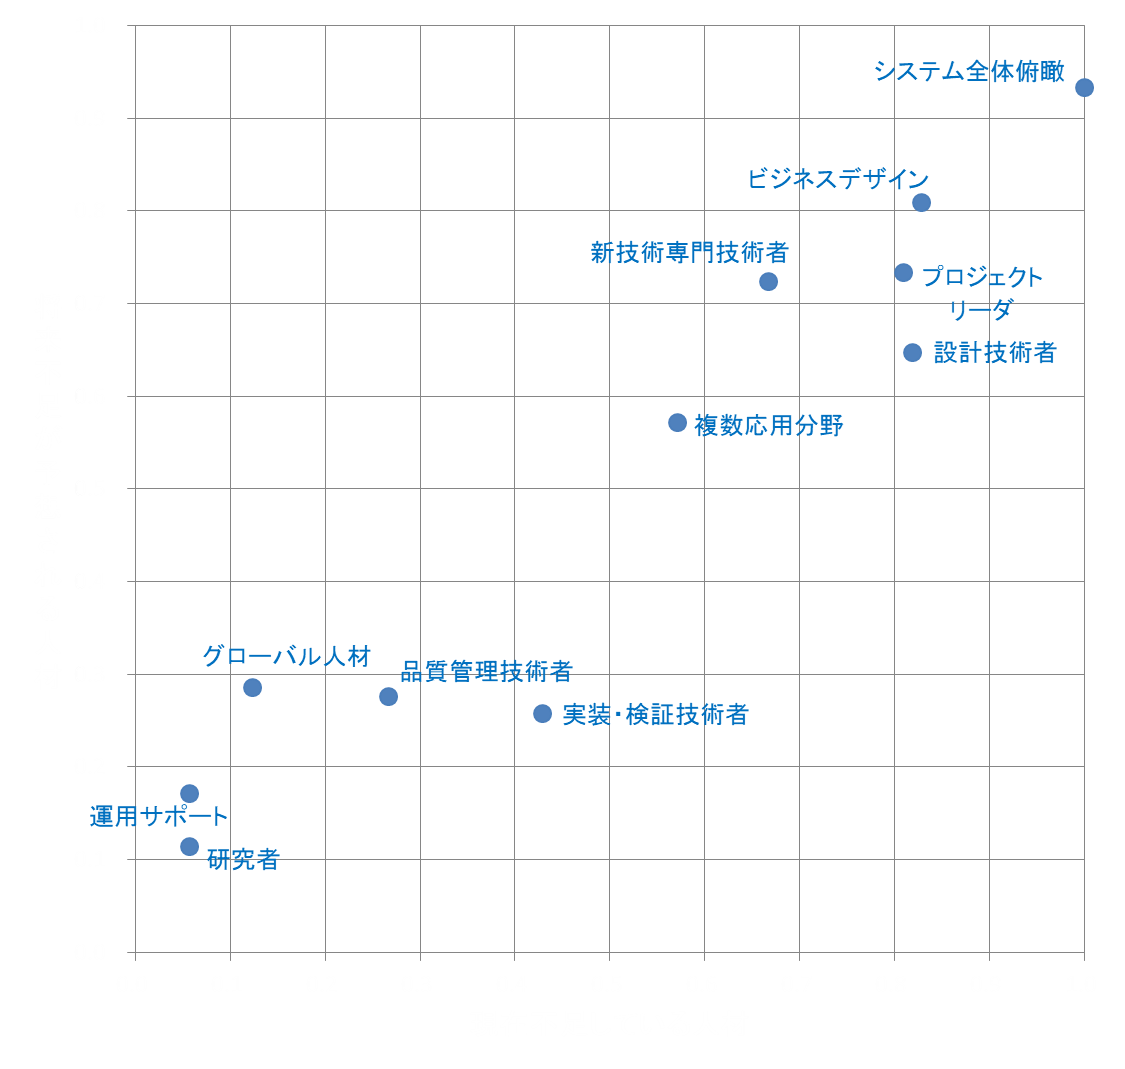 システム全体俯瞰
ビジネスデザイン
新技術専門技術者
プロジェクト
リーダ
設計技術者
複数応用分野
グローバル人材
品質管理技術者
実装・検証技術者
運用サポート
研究者